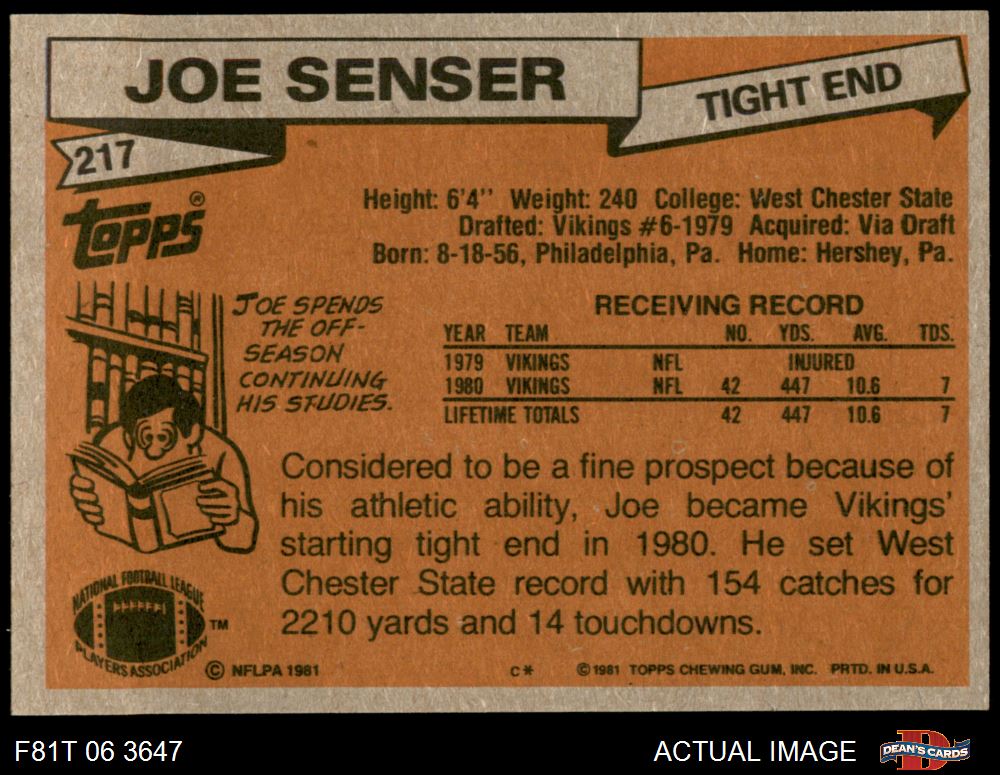 JOE SENSER
TIGHT END
217
TOPPS®
Height: 6'4'' Weight: 240 College: West Chester State
Drafted: Vikings #6-1979 Acquired: Via Draft
Born: 8-18-56, Philadelphia, Pa. Home: Hershey, Pa.
JOE SPENDS
THE OFF-
SEASON
CONTINUING
HIS STUDIES.
RECEIVING RECORD
YEAR TEAM NO. YDS. AVG. TDS.
1979 VIKINGS NFL INJURED
1980 VIKINGS NFL 42 447 10.6 7
LIFETIME TOTALS 42 447 10.6 7
Considered to be a fine prospect because of
his athletic ability, Joe became Vikings'
starting tight end in 1980. He set West
Chester State record with 154 catches for
2210 yards and 14 touchdowns.
NATIONAL FOOTBALL LEAGUE
PLAYERS ASSOCIATION
TM
© NFLPA 1981
C*
© 1981 TOPPS CHEWING GUM, INC. PRTD. IN U.S.A.
F81T 06 3647
ACTUAL IMAGE
D
DEAN'S CARDS